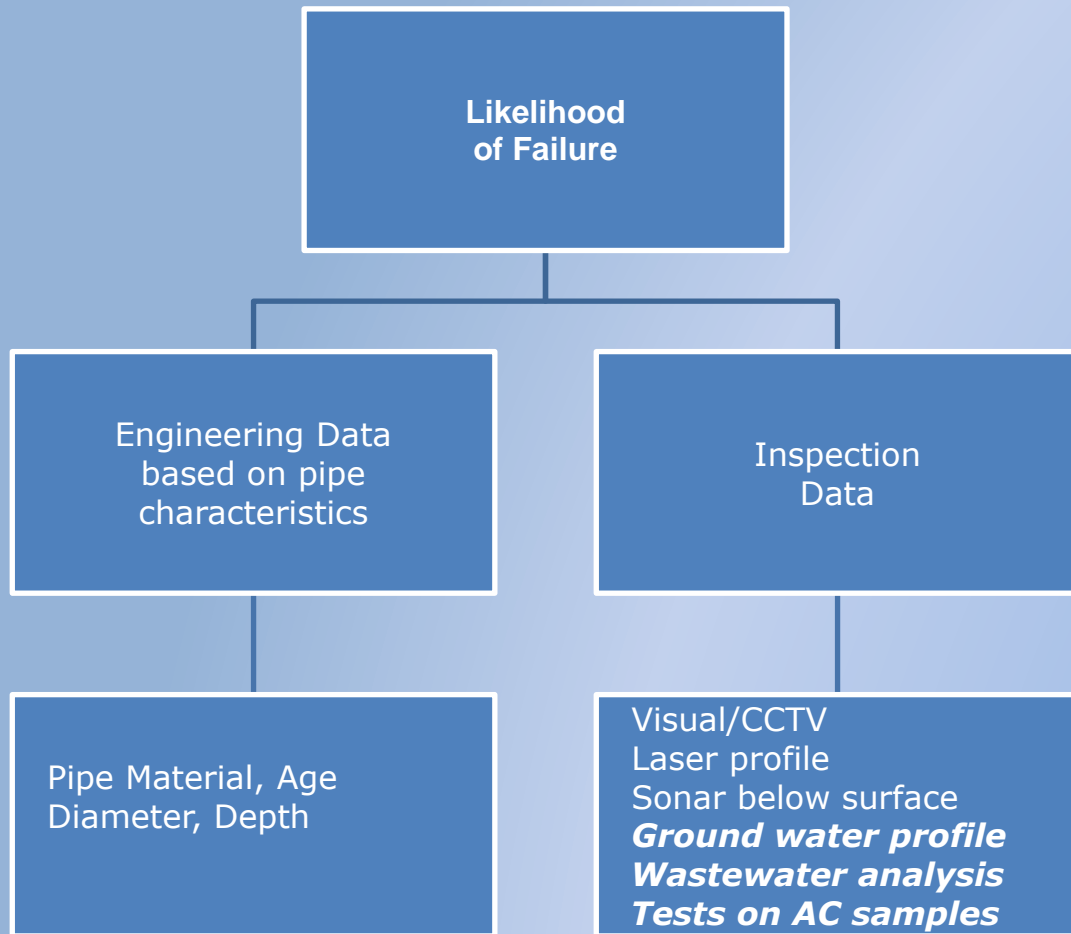 Likelihood
of Failure
Engineering Data
based on pipe
characteristics
Inspection
Data
Pipe Material, Age
Diameter, Depth
Visual/CCTV
Laser profile
Sonar below surface
Ground water profile
Wastewater analysis
Tests on AC samples